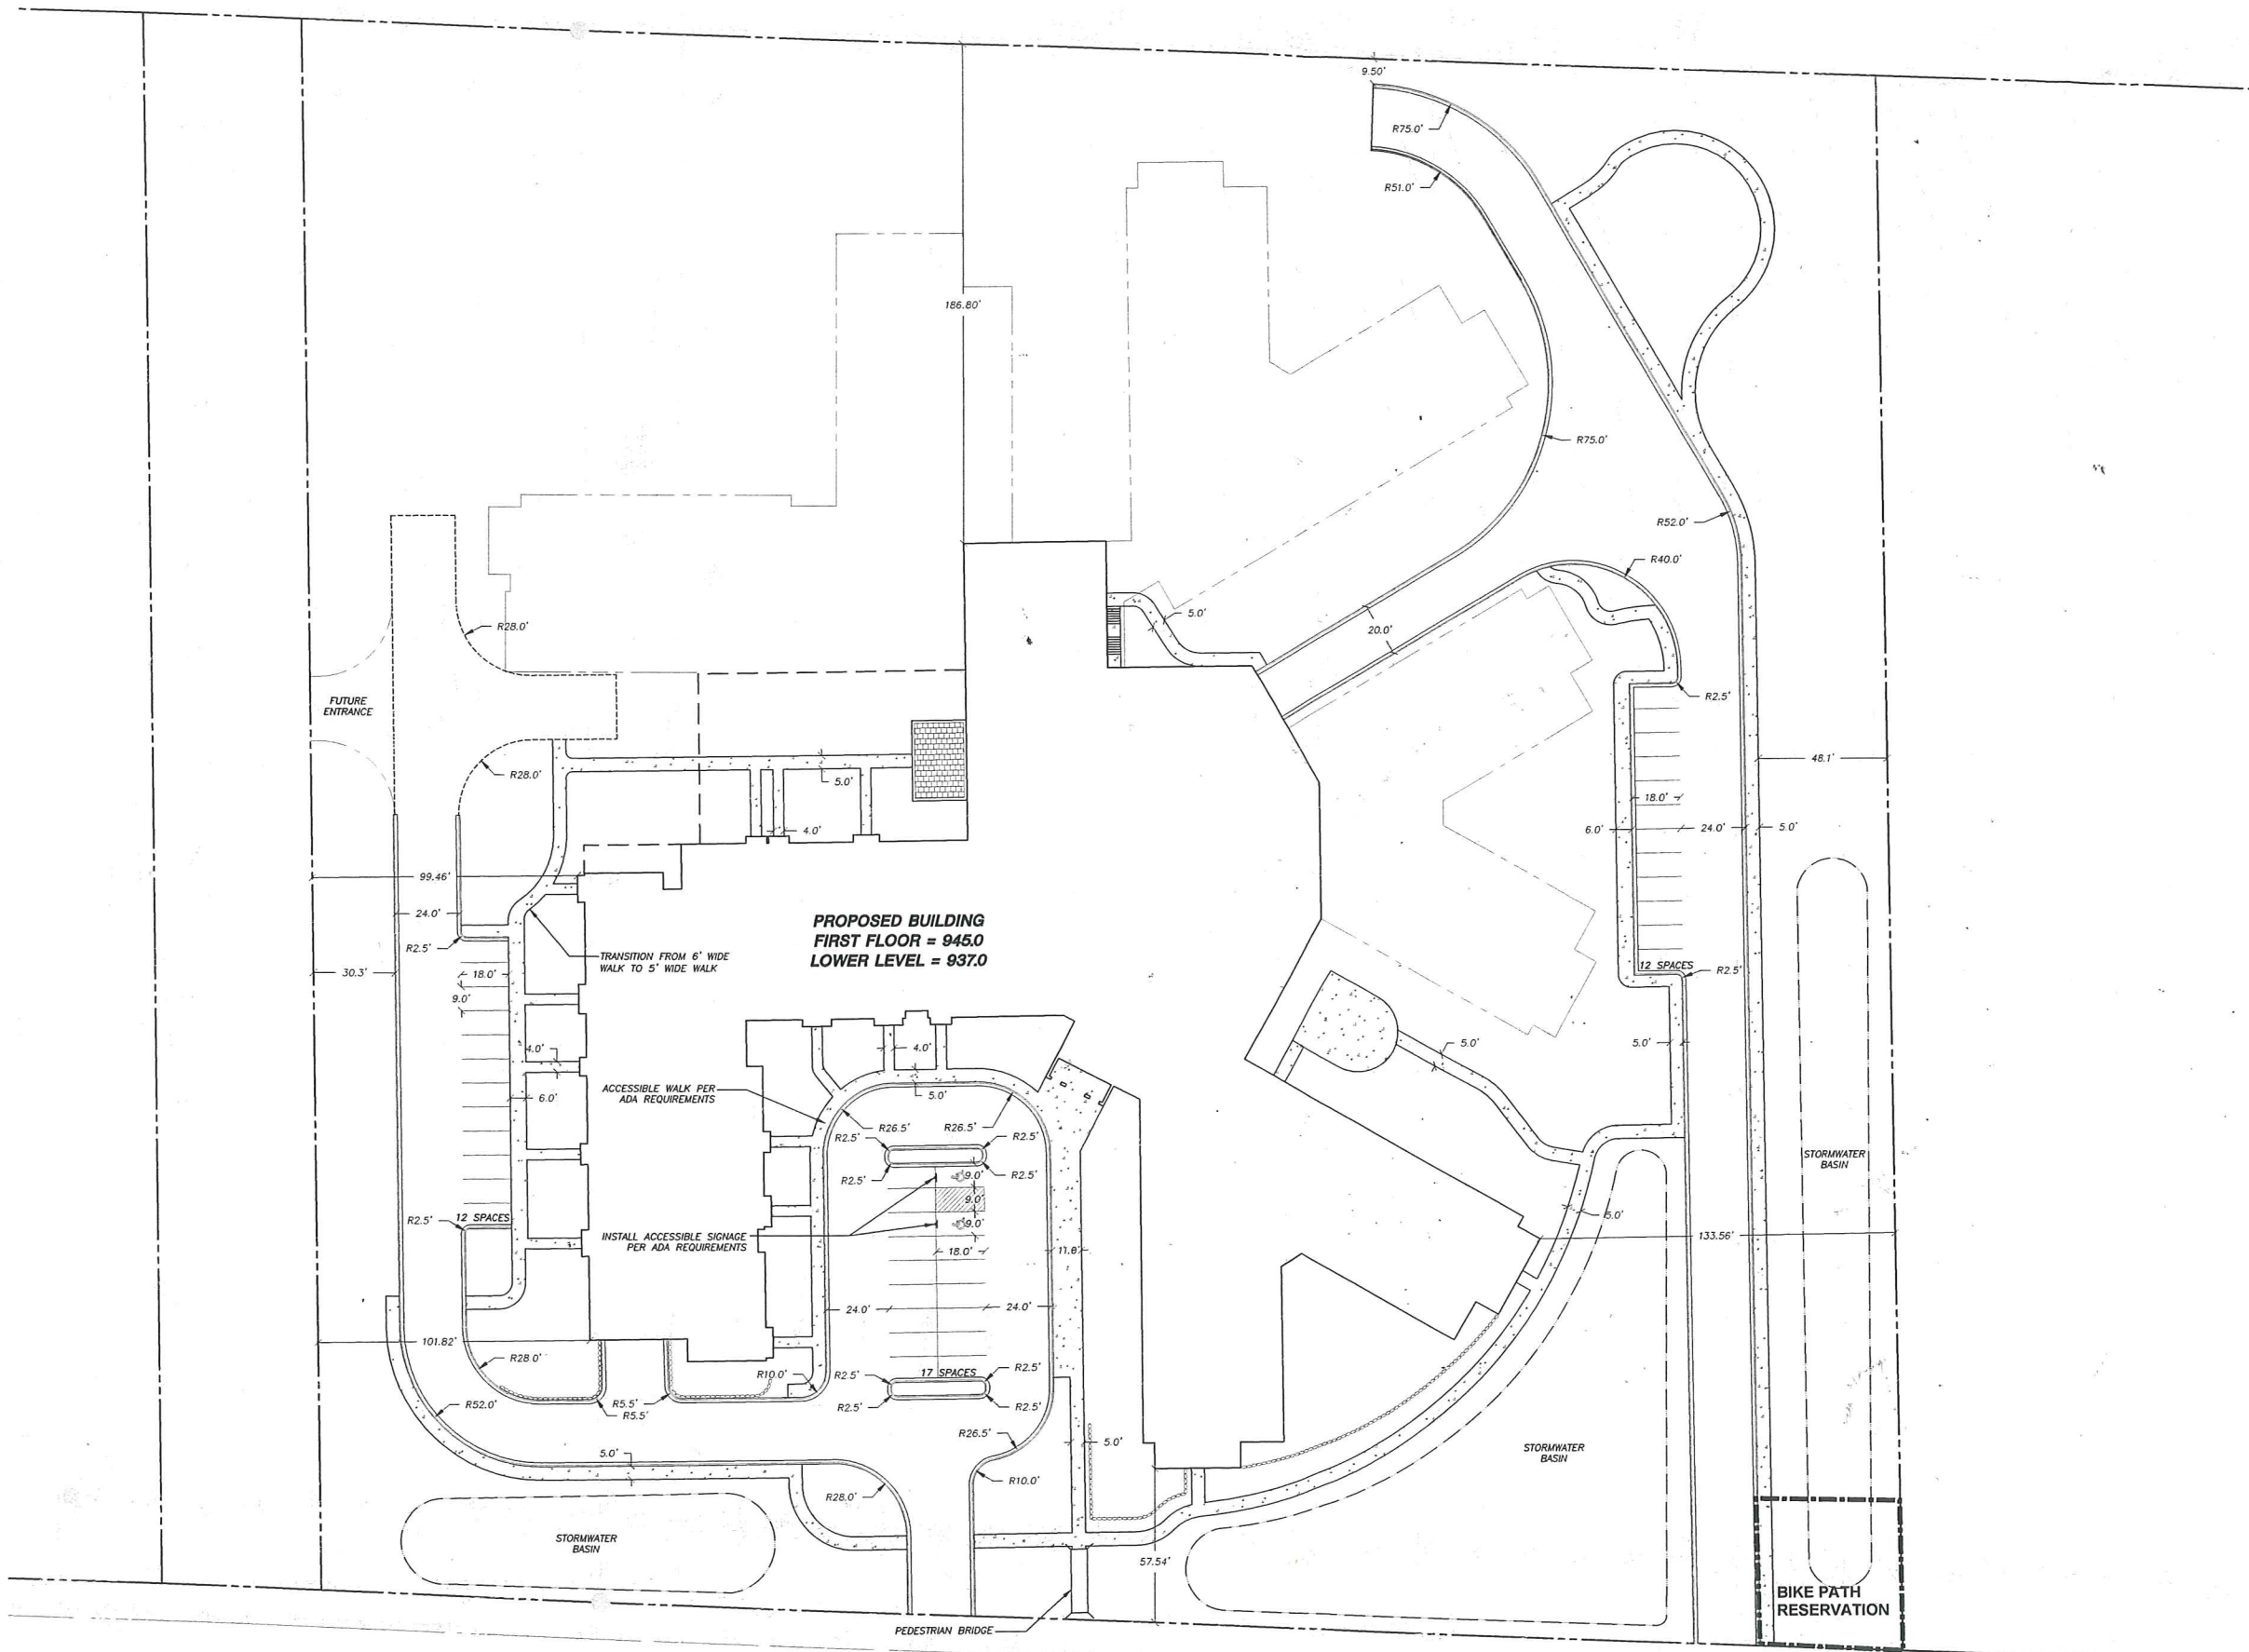 9.50'
R75.0'
R51.0'
186.80'
R75.0'
R52.0'
R40.0'
5.0'
R28.0'
20.0'
FUTURE
ENTRANCE
R2.5'
R28.0'
5.0'
48.1'
18.0'
4.0'
6.0'
24.0'
5.0'
99.46'
24.0'
PROPOSED BUILDING
FIRST FLOOR = 945.0
LOWER LEVEL = 937.0
R2.5'
TRANSITION FROM 6' WIDE
WALK TO 5' WIDE WALK
30.3'
18.0'
9.0'
12 SPACES
R2.5'
4.0'
4.0'
5.0'
5.0'
6.0'
ACCESSIBLE WALK PER
ADA REQUIREMENTS
5.0'
R26.5'
R26.5'
R2.5'
R2.5'
R2.5'
R2.5'
STORMWATER
BASIN
9.0'
9.0'
9.0'
R2.5'
12 SPACES
INSTALL ACCESSIBLE SIGNAGE
PER ADA REQUIREMENTS
18.0'
11.0'
5.0'
133.56'
24.0'
24.0'
101.82'
R28.0'
R10.0'
R2.5'
17 SPACES
R2.5'
R52.0'
R5.5'
R5.5'
R2.5'
R2.5'
R26.5'
5.0'
5.0'
STORMWATER
BASIN
R10.0'
R28.0'
STORMWATER
BASIN
57.54'
BIKE PATH
RESERVATION
PEDESTRIAN BRIDGE